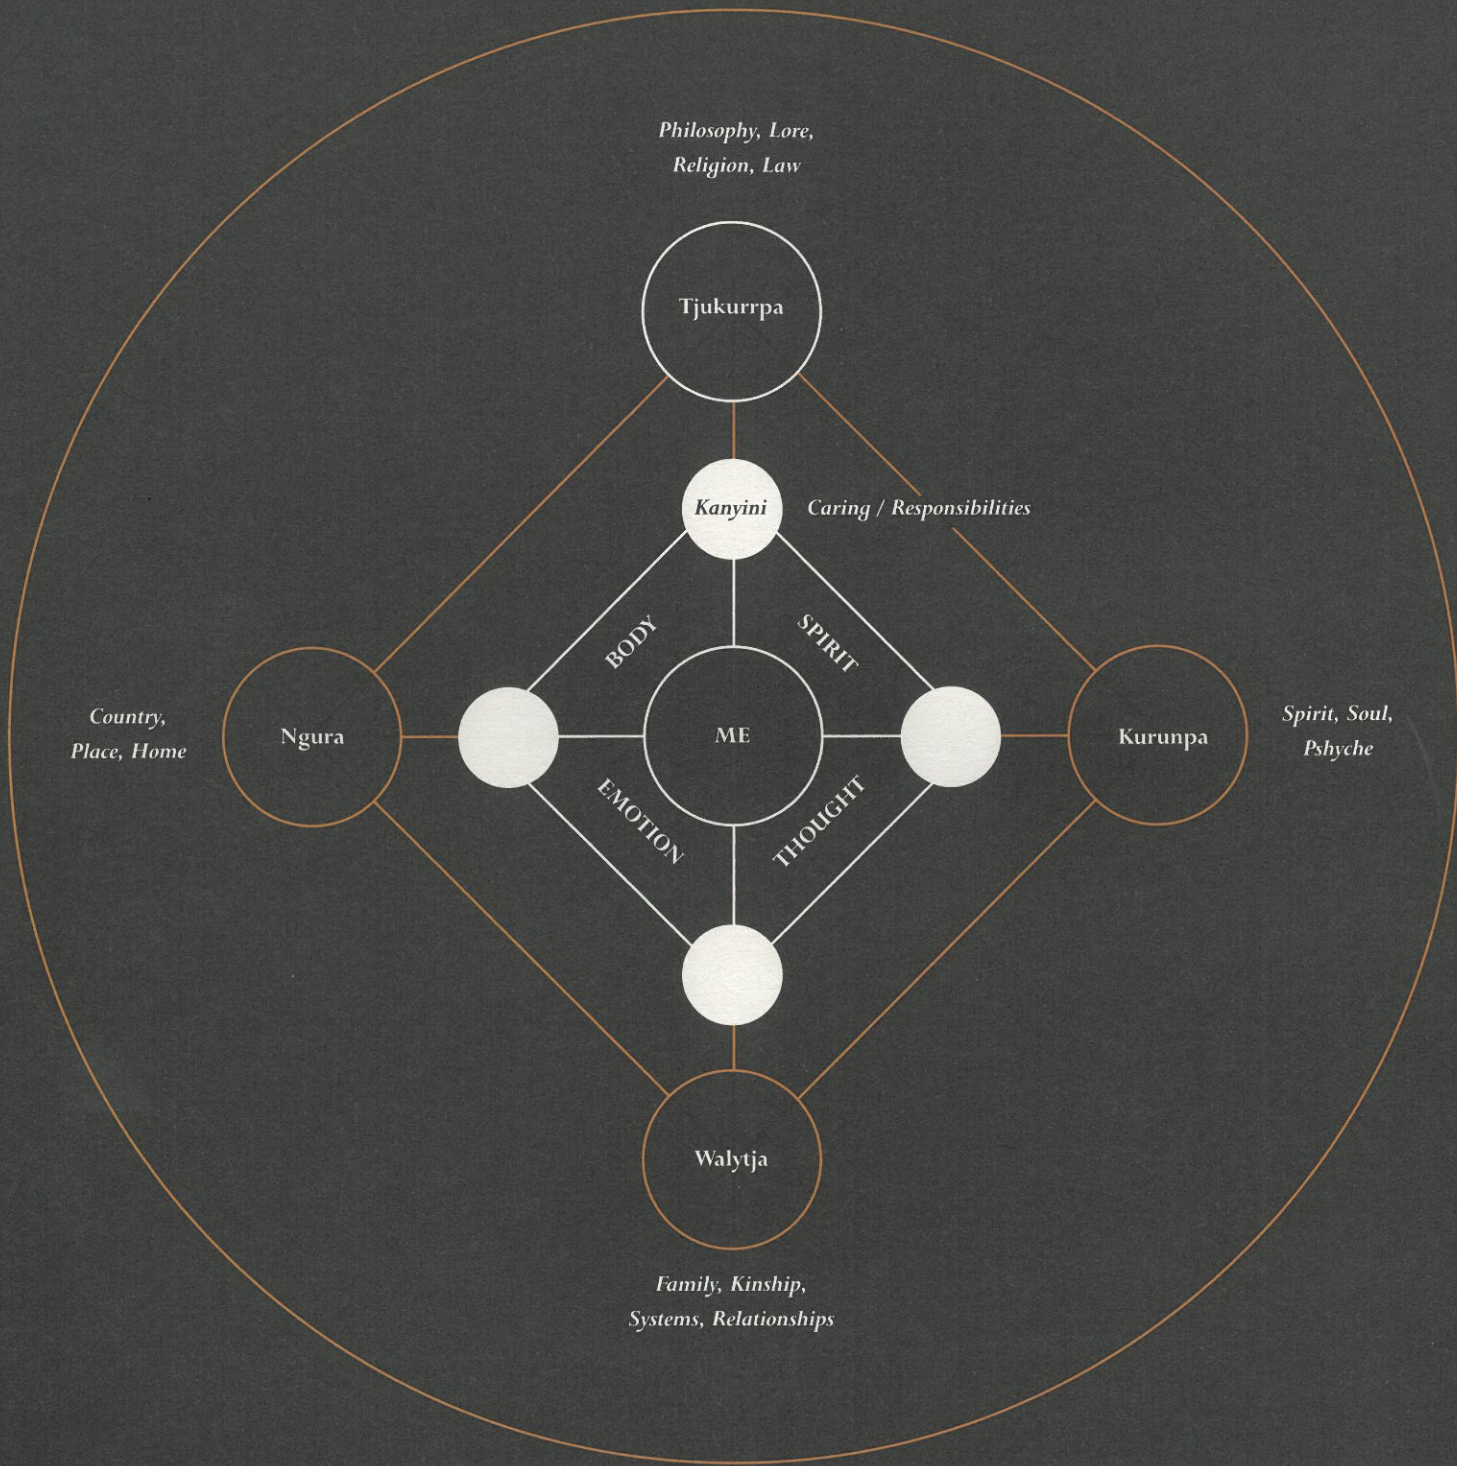 Philosophy, Lore,
Religion, Law
Tjukurrpa
Kanyini
Caring / Responsibilities
BODY
SPIRIT
Country,
Place, Home
Ngura
ME
Kurunpa
Spirit, Soul,
Pshyche
EMOTION
THOUGHT
Walytja
Family, Kinship,
Systems, Relationships